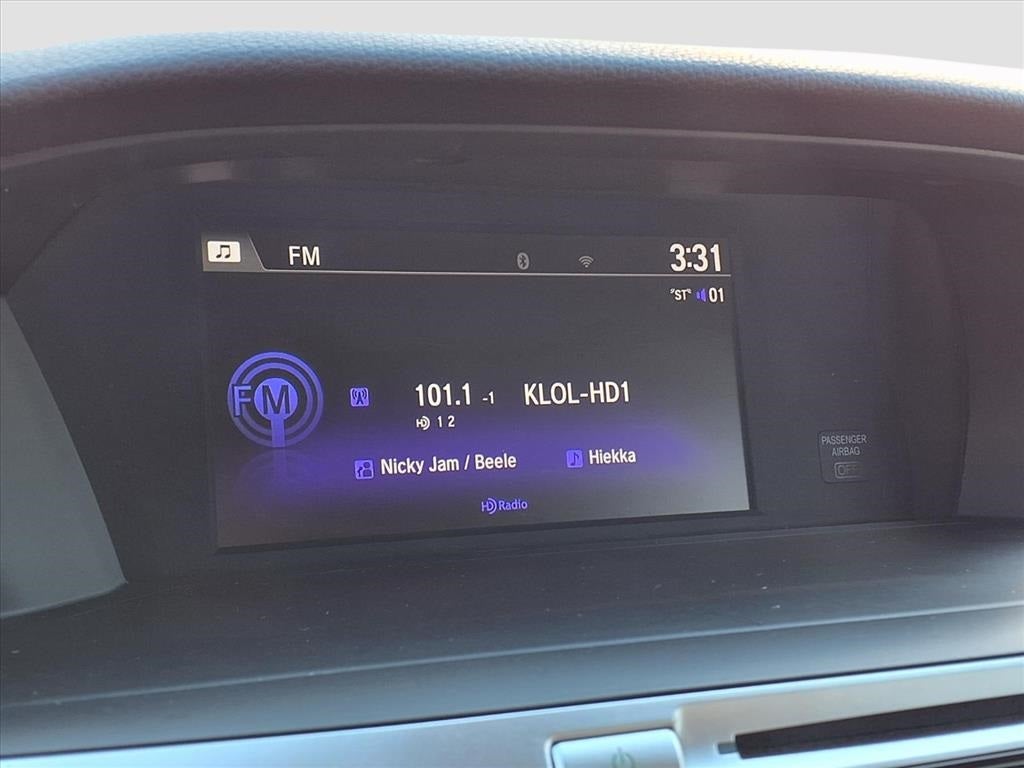 FM 3:31
"ST" 01
FM
101.1 -1 KLOL-HD1
HD 1 2
Nicky Jam / Beele Hiekka
HD Radio
PASSENGER
AIRBAG
OFF